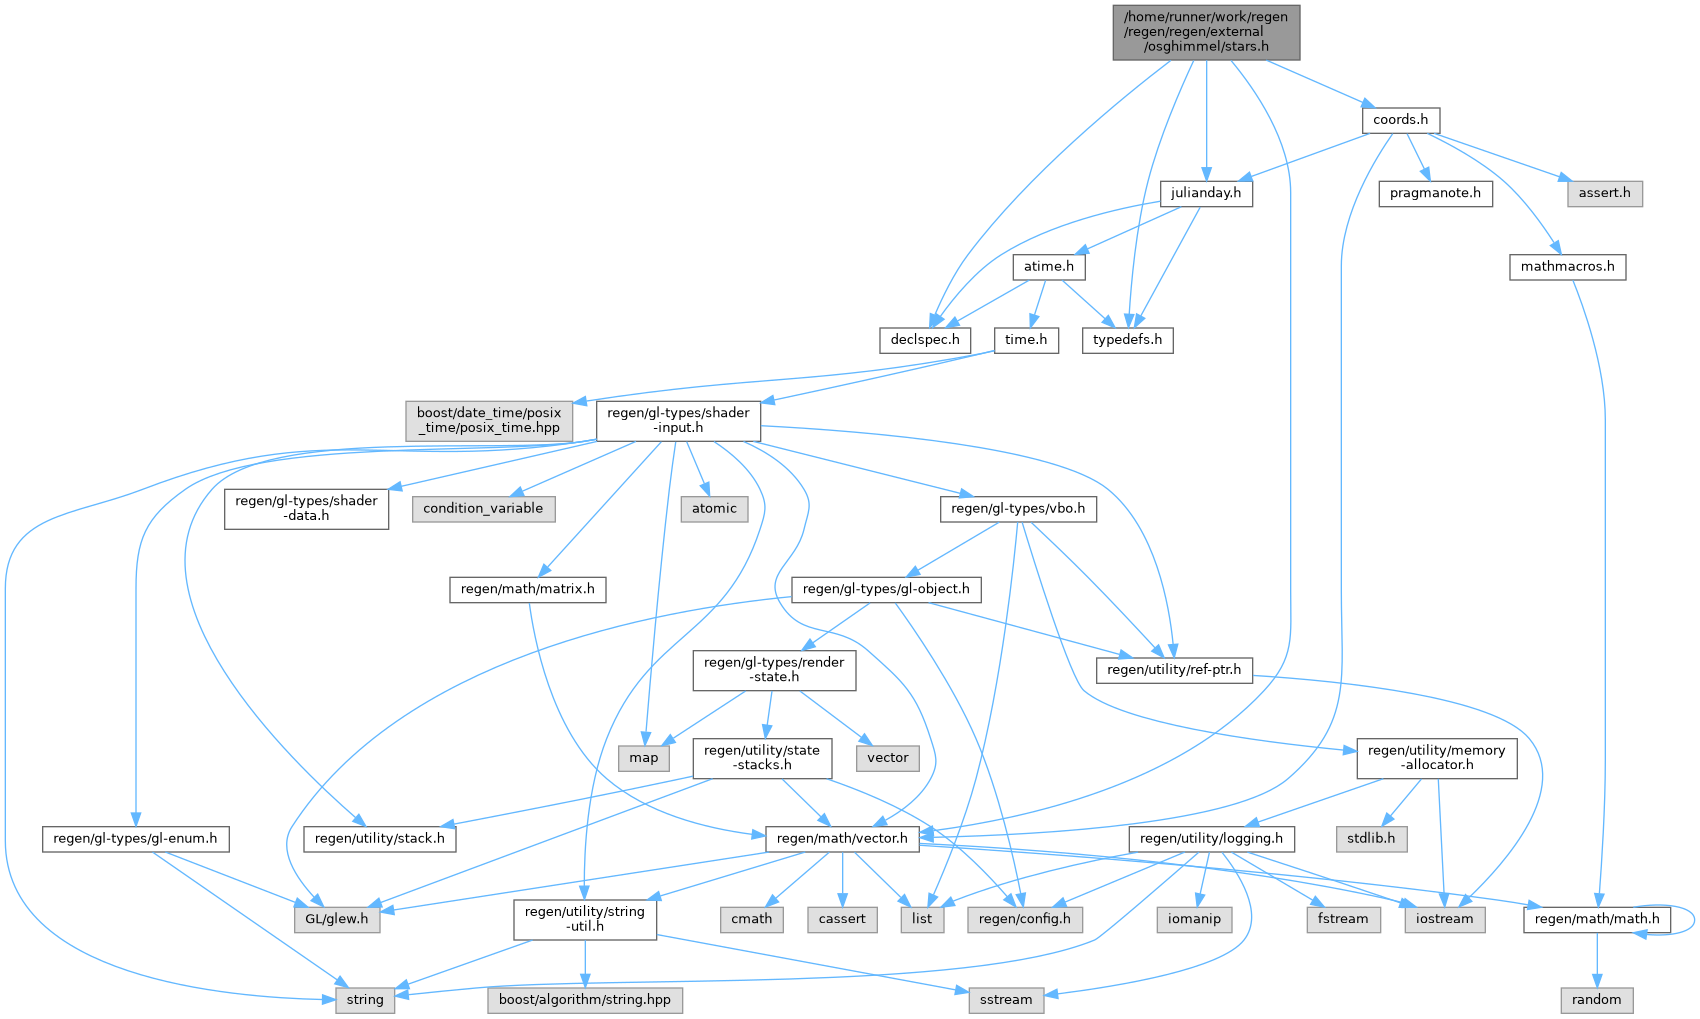 /home/runner/work/regen
/regen/regen/external
/osghimmel/stars.h
coords.h
julianday.h
pragmanote.h
assert.h
atime.h
mathmacros.h
declspec.h
time.h
typedefs.h
boost/date_time/posix
_time/posix_time.hpp
regen/gl-types/shader
-input.h
regen/gl-types/shader
-data.h
condition_variable
atomic
regen/gl-types/vbo.h
regen/math/matrix.h
regen/gl-types/gl-object.h
regen/gl-types/render
-state.h
regen/utility/ref-ptr.h
map
regen/utility/state
-stacks.h
vector
regen/utility/memory
-allocator.h
regen/gl-types/gl-enum.h
regen/utility/stack.h
regen/math/vector.h
regen/utility/logging.h
stdlib.h
GL/glew.h
regen/utility/string
-util.h
cmath
cassert
list
regen/config.h
iomanip
fstream
iostream
regen/math/math.h
string
boost/algorithm/string.hpp
sstream
random